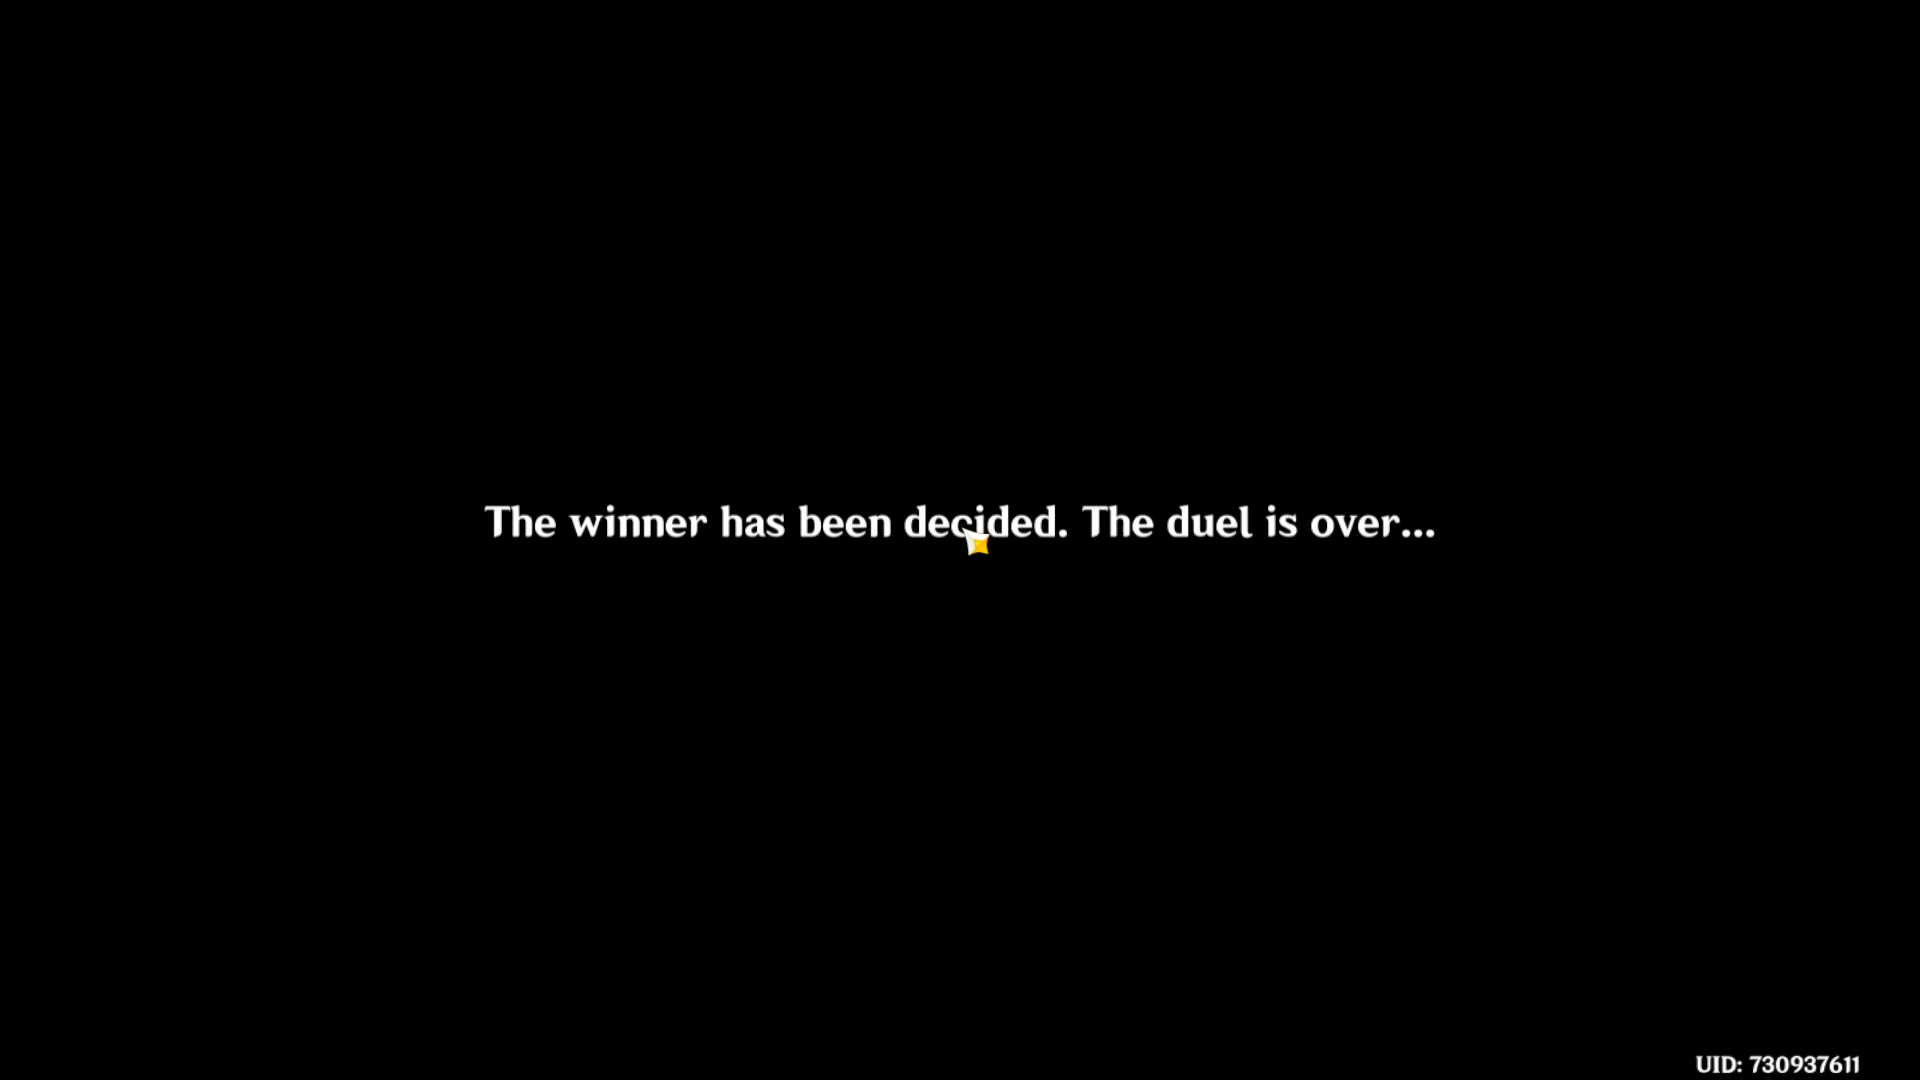 The winner has been decided. The duel is over...
UID: 730937611